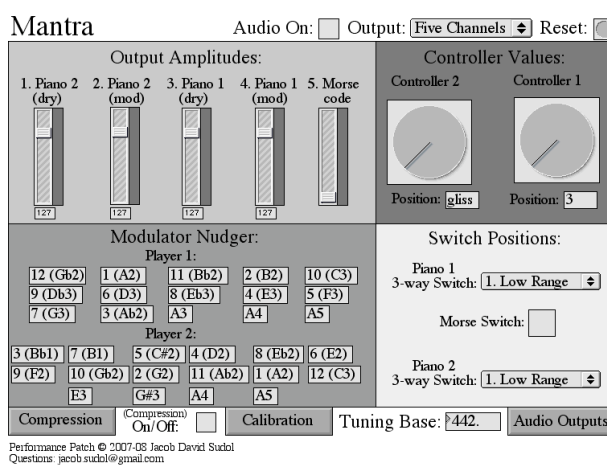 Mantra
Audio On:
Output: Five Channels
Reset:
Output Amplitudes:
1. Piano 2 (dry)
2. Piano 2 (mod)
3. Piano 1 (dry)
4. Piano 1 (mod)
5. Morse code
127
127
127
127
Controller Values:
Controller 2
Controller 1
Position: gliss
Position: 3
Modulator Nudger:
Player 1:
12 (Gb2) 1 (A2) 11 (Bb2) 2 (B2) 10 (C3)
9 (Db3) 6 (D3) 8 (Eb3) 4 (E3) 5 (F3)
7 (G3) 3 (Ab2) A3 A4 A5
Player 2:
3 (Bb1) 7 (B1) 5 (C#2) 4 (D2) 8 (Eb2) 6 (E2)
9 (F2) 10 (Gb2) 2 (G2) 11 (Ab2) 1 (A2) 12 (C3)
E3 G#3 A4 A5
Switch Positions:
Piano 1
3-way Switch: 1. Low Range
Morse Switch:
Piano 2
3-way Switch: 1. Low Range
Compression
(Compression)
On/Off:
Calibration
Tuning Base: 442.
Audio Outputs
Performance Patch © 2007-08 Jacob David Sudol
Questions: jacob.sudol@gmail.com